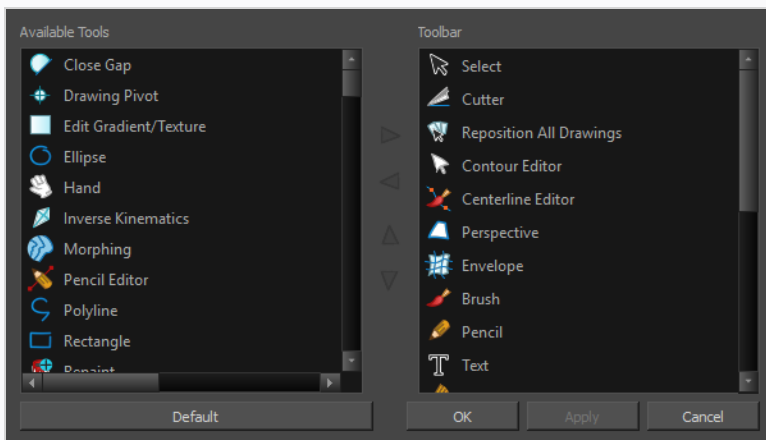 Available Tools
Close Gap
Drawing Pivot
Edit Gradient/Texture
Ellipse
Hand
Inverse Kinematics
Morphing
Pencil Editor
Polyline
Rectangle
Repaint
Default
Toolbar
Select
Cutter
Reposition All Drawings
Contour Editor
Centerline Editor
Perspective
Envelope
Brush
Pencil
Text
OK
Apply
Cancel